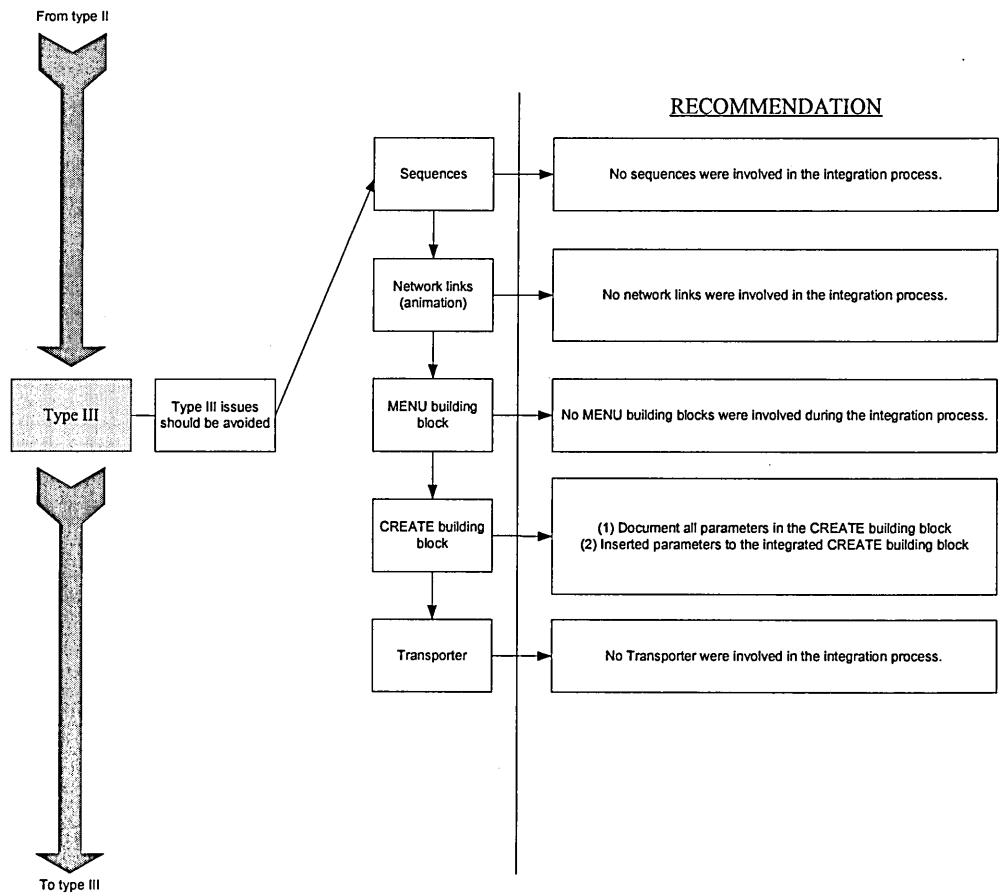 From type II
RECOMMENDATION
Sequences
No sequences were involved in the integration process.
Network links
(animation)
No network links were involved in the integration process.
Type III
Type III issues
should be avoided
MENU building
block
No MENU building blocks were involved during the integration process.
CREATE building
block
(1) Document all parameters in the CREATE building block
(2) Inserted parameters to the integrated CREATE building block
Transporter
No Transporter were involved in the integration process.
To type III